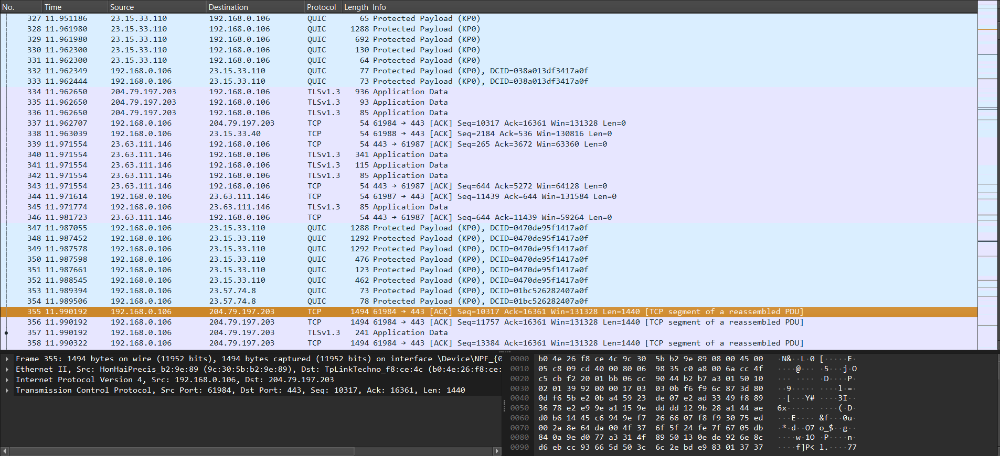 No. Time Source Destination Protocol Length Info
327 11.951186 23.15.33.110 192.168.0.106 QUIC 65 Protected Payload (KP0)
328 11.961980 23.15.33.110 192.168.0.106 QUIC 1288 Protected Payload (KP0)
329 11.961980 23.15.33.110 192.168.0.106 QUIC 692 Protected Payload (KP0)
330 11.962300 23.15.33.110 192.168.0.106 QUIC 130 Protected Payload (KP0)
331 11.962300 23.15.33.110 192.168.0.106 QUIC 64 Protected Payload (KP0)
332 11.962349 192.168.0.106 23.15.33.110 QUIC 77 Protected Payload (KP0), DCID=038a013df3417a0f
333 11.962444 192.168.0.106 23.15.33.110 QUIC 73 Protected Payload (KP0), DCID=038a013df3417a0f
334 11.962650 204.79.197.203 192.168.0.106 TLSv1.3 936 Application Data
335 11.962650 204.79.197.203 192.168.0.106 TLSv1.3 93 Application Data
336 11.962650 204.79.197.203 192.168.0.106 TLSv1.3 85 Application Data
337 11.962707 192.168.0.106 204.79.197.203 TCP 54 61984 → 443 [ACK] Seq=10317 Ack=16361 Win=131328 Len=0
338 11.963039 192.168.0.106 23.15.33.40 TCP 54 61988 → 443 [ACK] Seq=2184 Ack=536 Win=130816 Len=0
339 11.971554 23.63.111.146 192.168.0.106 TCP 54 443 → 61987 [ACK] Seq=265 Ack=3672 Win=63360 Len=0
340 11.971554 23.63.111.146 192.168.0.106 TLSv1.3 341 Application Data
341 11.971554 23.63.111.146 192.168.0.106 TLSv1.3 115 Application Data
342 11.971554 23.63.111.146 192.168.0.106 TLSv1.3 85 Application Data
343 11.971554 23.63.111.146 192.168.0.106 TCP 54 443 → 61987 [ACK] Seq=644 Ack=5272 Win=64128 Len=0
344 11.971614 192.168.0.106 23.63.111.146 TCP 54 61987 → 443 [ACK] Seq=11439 Ack=644 Win=131584 Len=0
345 11.971774 192.168.0.106 23.63.111.146 TLSv1.3 85 Application Data
346 11.981723 23.63.111.146 192.168.0.106 TCP 54 443 → 61987 [ACK] Seq=644 Ack=11439 Win=59264 Len=0
347 11.987055 192.168.0.106 23.15.33.110 QUIC 1288 Protected Payload (KP0), DCID=0470de95f1417a0f
348 11.987452 192.168.0.106 23.15.33.110 QUIC 1292 Protected Payload (KP0), DCID=0470de95f1417a0f
349 11.987578 192.168.0.106 23.15.33.110 QUIC 1292 Protected Payload (KP0), DCID=0470de95f1417a0f
350 11.987598 192.168.0.106 23.15.33.110 QUIC 476 Protected Payload (KP0), DCID=0470de95f1417a0f
351 11.987661 192.168.0.106 23.15.33.110 QUIC 123 Protected Payload (KP0), DCID=0470de95f1417a0f
352 11.988545 192.168.0.106 23.15.33.110 QUIC 462 Protected Payload (KP0), DCID=0470de95f1417a0f
353 11.989394 192.168.0.106 23.57.74.8 QUIC 73 Protected Payload (KP0), DCID=01bc526282407a0f
354 11.989506 192.168.0.106 23.57.74.8 QUIC 78 Protected Payload (KP0), DCID=01bc526282407a0f
355 11.990192 192.168.0.106 204.79.197.203 TCP 1494 61984 → 443 [ACK] Seq=10317 Ack=16361 Win=131328 Len=1440 [TCP segment of a reassembled PDU]
356 11.990192 192.168.0.106 204.79.197.203 TCP 1494 61984 → 443 [ACK] Seq=11757 Ack=16361 Win=131328 Len=1440 [TCP segment of a reassembled PDU]
357 11.990192 192.168.0.106 204.79.197.203 TLSv1.3 241 Application Data
358 11.990322 192.168.0.106 204.79.197.203 TCP 1494 61984 → 443 [ACK] Seq=13384 Ack=16361 Win=131328 Len=1440 [TCP segment of a reassembled PDU]
Frame 355: 1494 bytes on wire (11952 bits), 1494 bytes captured (11952 bits) on interface \Device\NPF_{0
Ethernet II, Src: HonHaiPrecis_b2:9e:89 (9c:30:5b:b2:9e:89), Dst: TpLinkTechno_f8:ce:4c (b0:4e:26:f8:ce:
Internet Protocol Version 4, Src: 192.168.0.106, Dst: 204.79.197.203
Transmission Control Protocol, Src Port: 61984, Dst Port: 443, Seq: 10317, Ack: 16361, Len: 1440
0000 b0 4e 26 f8 ce 4c 9c 30 5b b2 9e 89 08 00 45 00 ·N&··L·0 [·····E·
0010 05 c8 09 cd 40 00 80 06 98 35 c0 a8 00 6a cc 4f ····@··· ·5···j·O
0020 c5 cb f2 20 01 bb 06 cc 90 44 b2 b7 a3 01 50 10 ··· ···· ·D····P·
0030 02 01 39 92 00 00 17 03 03 0b f6 f9 6c 87 3d 80 ··9····· ····l·=·
0040 0d f6 5b e2 0b a4 59 23 de 07 e2 ad 33 49 f8 89 ··[···Y# ····3I··
0050 36 78 e2 e9 9e a1 15 9e dd dd 12 9b 28 a1 44 ae 6x······ ····(·D·
0060 d0 b6 14 45 c6 94 9e f7 26 66 07 f8 f9 30 75 ed ···E···· &f···0u·
0070 00 2a 8e 64 da 00 4f 37 6f 5f 24 fe 7f 67 05 db ·*·d··O7 o_$··g··
0080 84 0a 9e d0 77 a3 31 4f 89 50 13 0e de 92 6e 8c ····w·1O ·P····n·
0090 d6 eb cc 93 66 5d 50 3c 6c 2e bd e9 83 01 37 37 ····f]P< l.····77